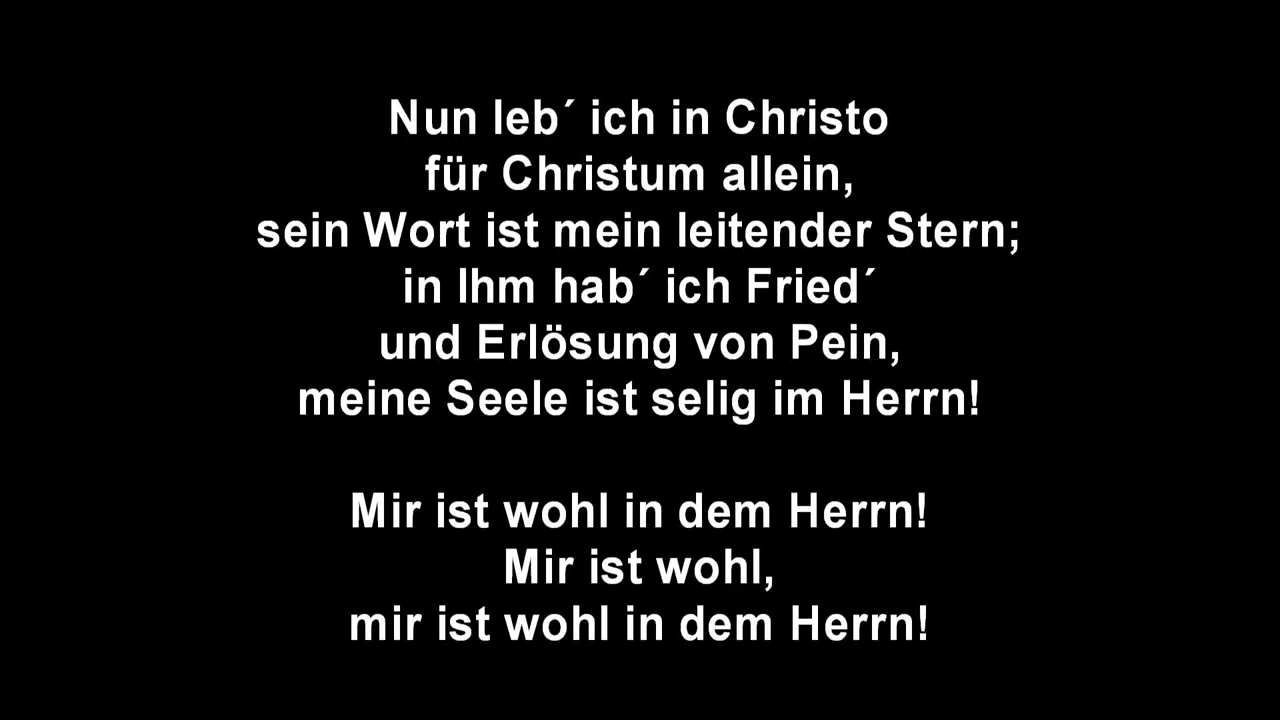 Nun leb´ ich in Christo
für Christum allein,
sein Wort ist mein leitender Stern;
in Ihm hab´ ich Fried´
und Erlösung von Pein,
meine Seele ist selig im Herrn!
Mir ist wohl in dem Herrn!
Mir ist wohl,
mir ist wohl in dem Herrn!